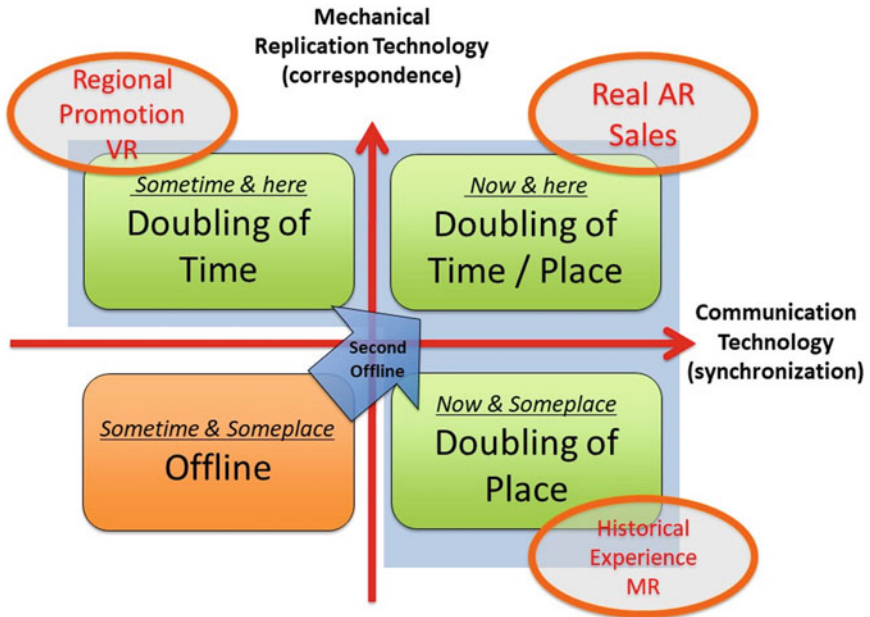 Mechanical
Replication Technology
(correspondence)
Regional
Promotion
VR
Real AR
Sales
Sometime & here
Doubling of
Time
Now & here
Doubling of
Time / Place
Communication
Technology
(synchronization)
Second
Offline
Sometime & Someplace
Offline
Now & Someplace
Doubling of
Place
Historical
Experience
MR